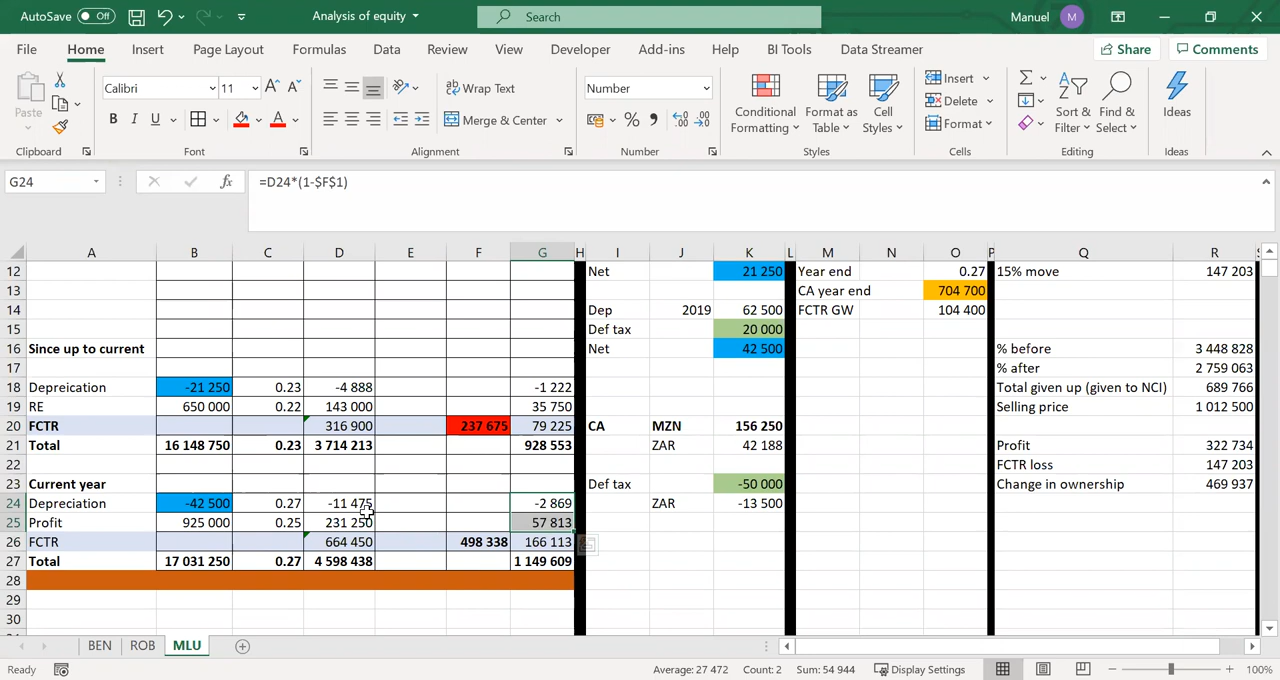 AutoSave Off Analysis of equity Search Manuel M
File Home Insert Page Layout Formulas Data Review View Developer Add-ins Help BI Tools Data Streamer Share Comments
Paste Calibri 11 A A Wrap Text Number Conditional Formatting Format as Table Cell Styles Insert Σ Sort & Filter Find & Select Ideas
B I U A Merge & Center % Delete
Format
Clipboard Font Alignment Number Styles Cells Editing Ideas
G24 fx =D24*(1-$F$1)
A B C D E F G H I J K L M N O P Q R
12 Net 21 250 Year end 0.27 15% move 147 203
13 CA year end 704 700
14 Dep 2019 62 500 FCTR GW 104 400
15 Def tax 20 000
16 Since up to current Net 42 500 % before 3 448 828
17 % after 2 759 063
18 Depreication -21 250 0.23 -4 888 -1 222 Total given up (given to NCI) 689 766
19 RE 650 000 0.22 143 000 35 750 Selling price 1 012 500
20 FCTR 316 900 237 675 79 225 CA MZN 156 250
21 Total 16 148 750 0.23 3 714 213 928 553 ZAR 42 188 Profit 322 734
22 FCTR loss 147 203
23 Current year Def tax -50 000 Change in ownership 469 937
24 Depreciation -42 500 0.27 -11 475 -2 869 ZAR -13 500
25 Profit 925 000 0.25 231 250 57 813
26 FCTR 664 450 498 338 166 113
27 Total 17 031 250 0.27 4 598 438 1 149 609
28
29
30
BEN ROB MLU
Ready Average: 27 472 Count: 2 Sum: 54 944 Display Settings 100%